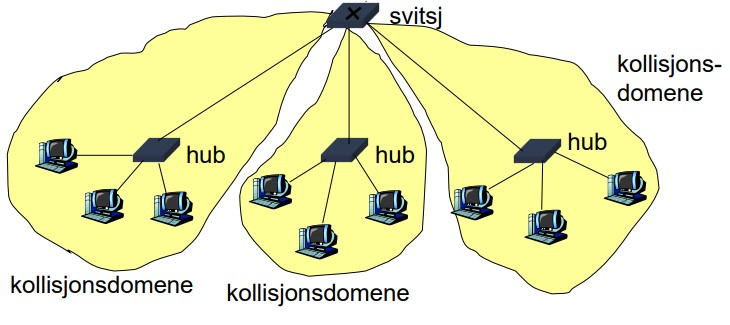 svitsj
kollisjons-
domene
hub
hub
hub
kollisjonsdomene
kollisjonsdomene